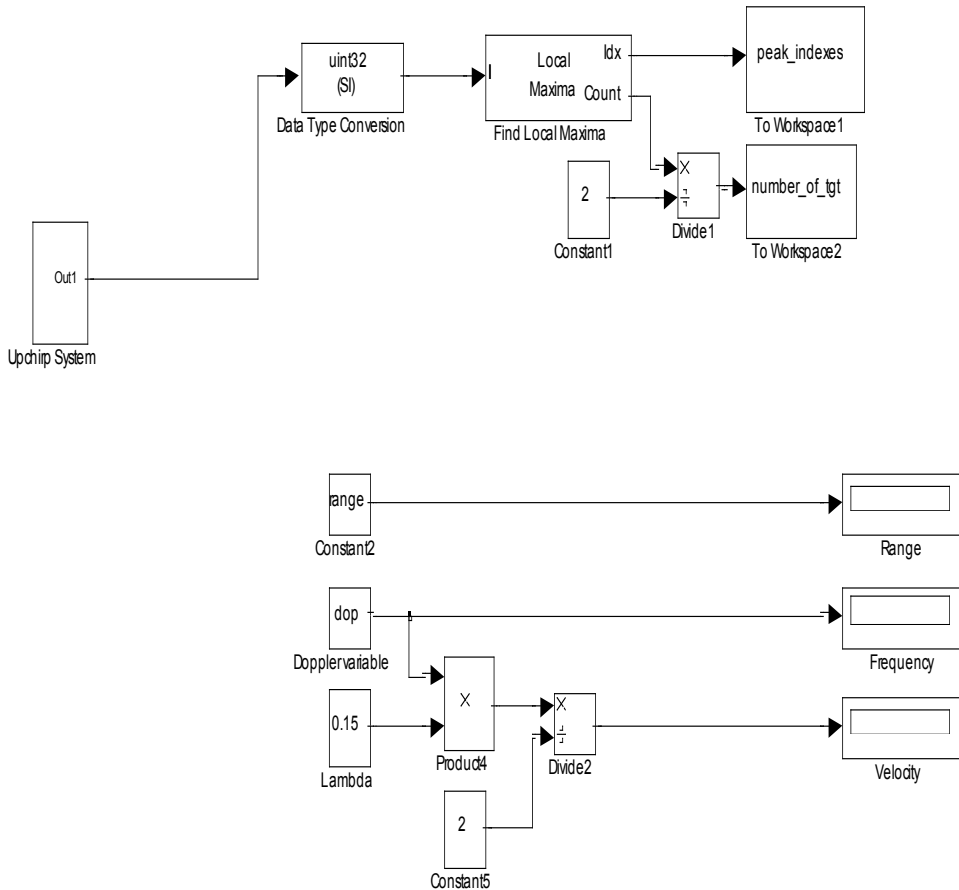 uint32
(SI)
Data Type Conversion
I
Local
Maxima
Idx
Count
Find Local Maxima
peak_indexes
To Workspace1
2
Constant1
X
÷
Divide1
number_of_tgt
To Workspace2
Out1
Upchirp System
range
Constant2
Range
dop
Dopplervariable
Frequency
0.15
Lambda
X
Product4
X
÷
Divide2
Velocity
2
Constant5